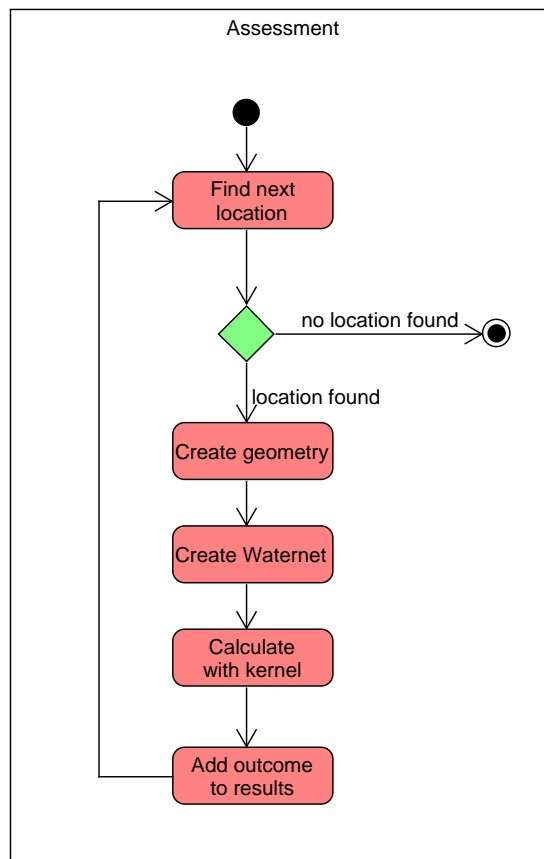 Assessment
Find next
location
no location found
location found
Create geometry
Create Waternet
Calculate
with kernel
Add outcome
to results